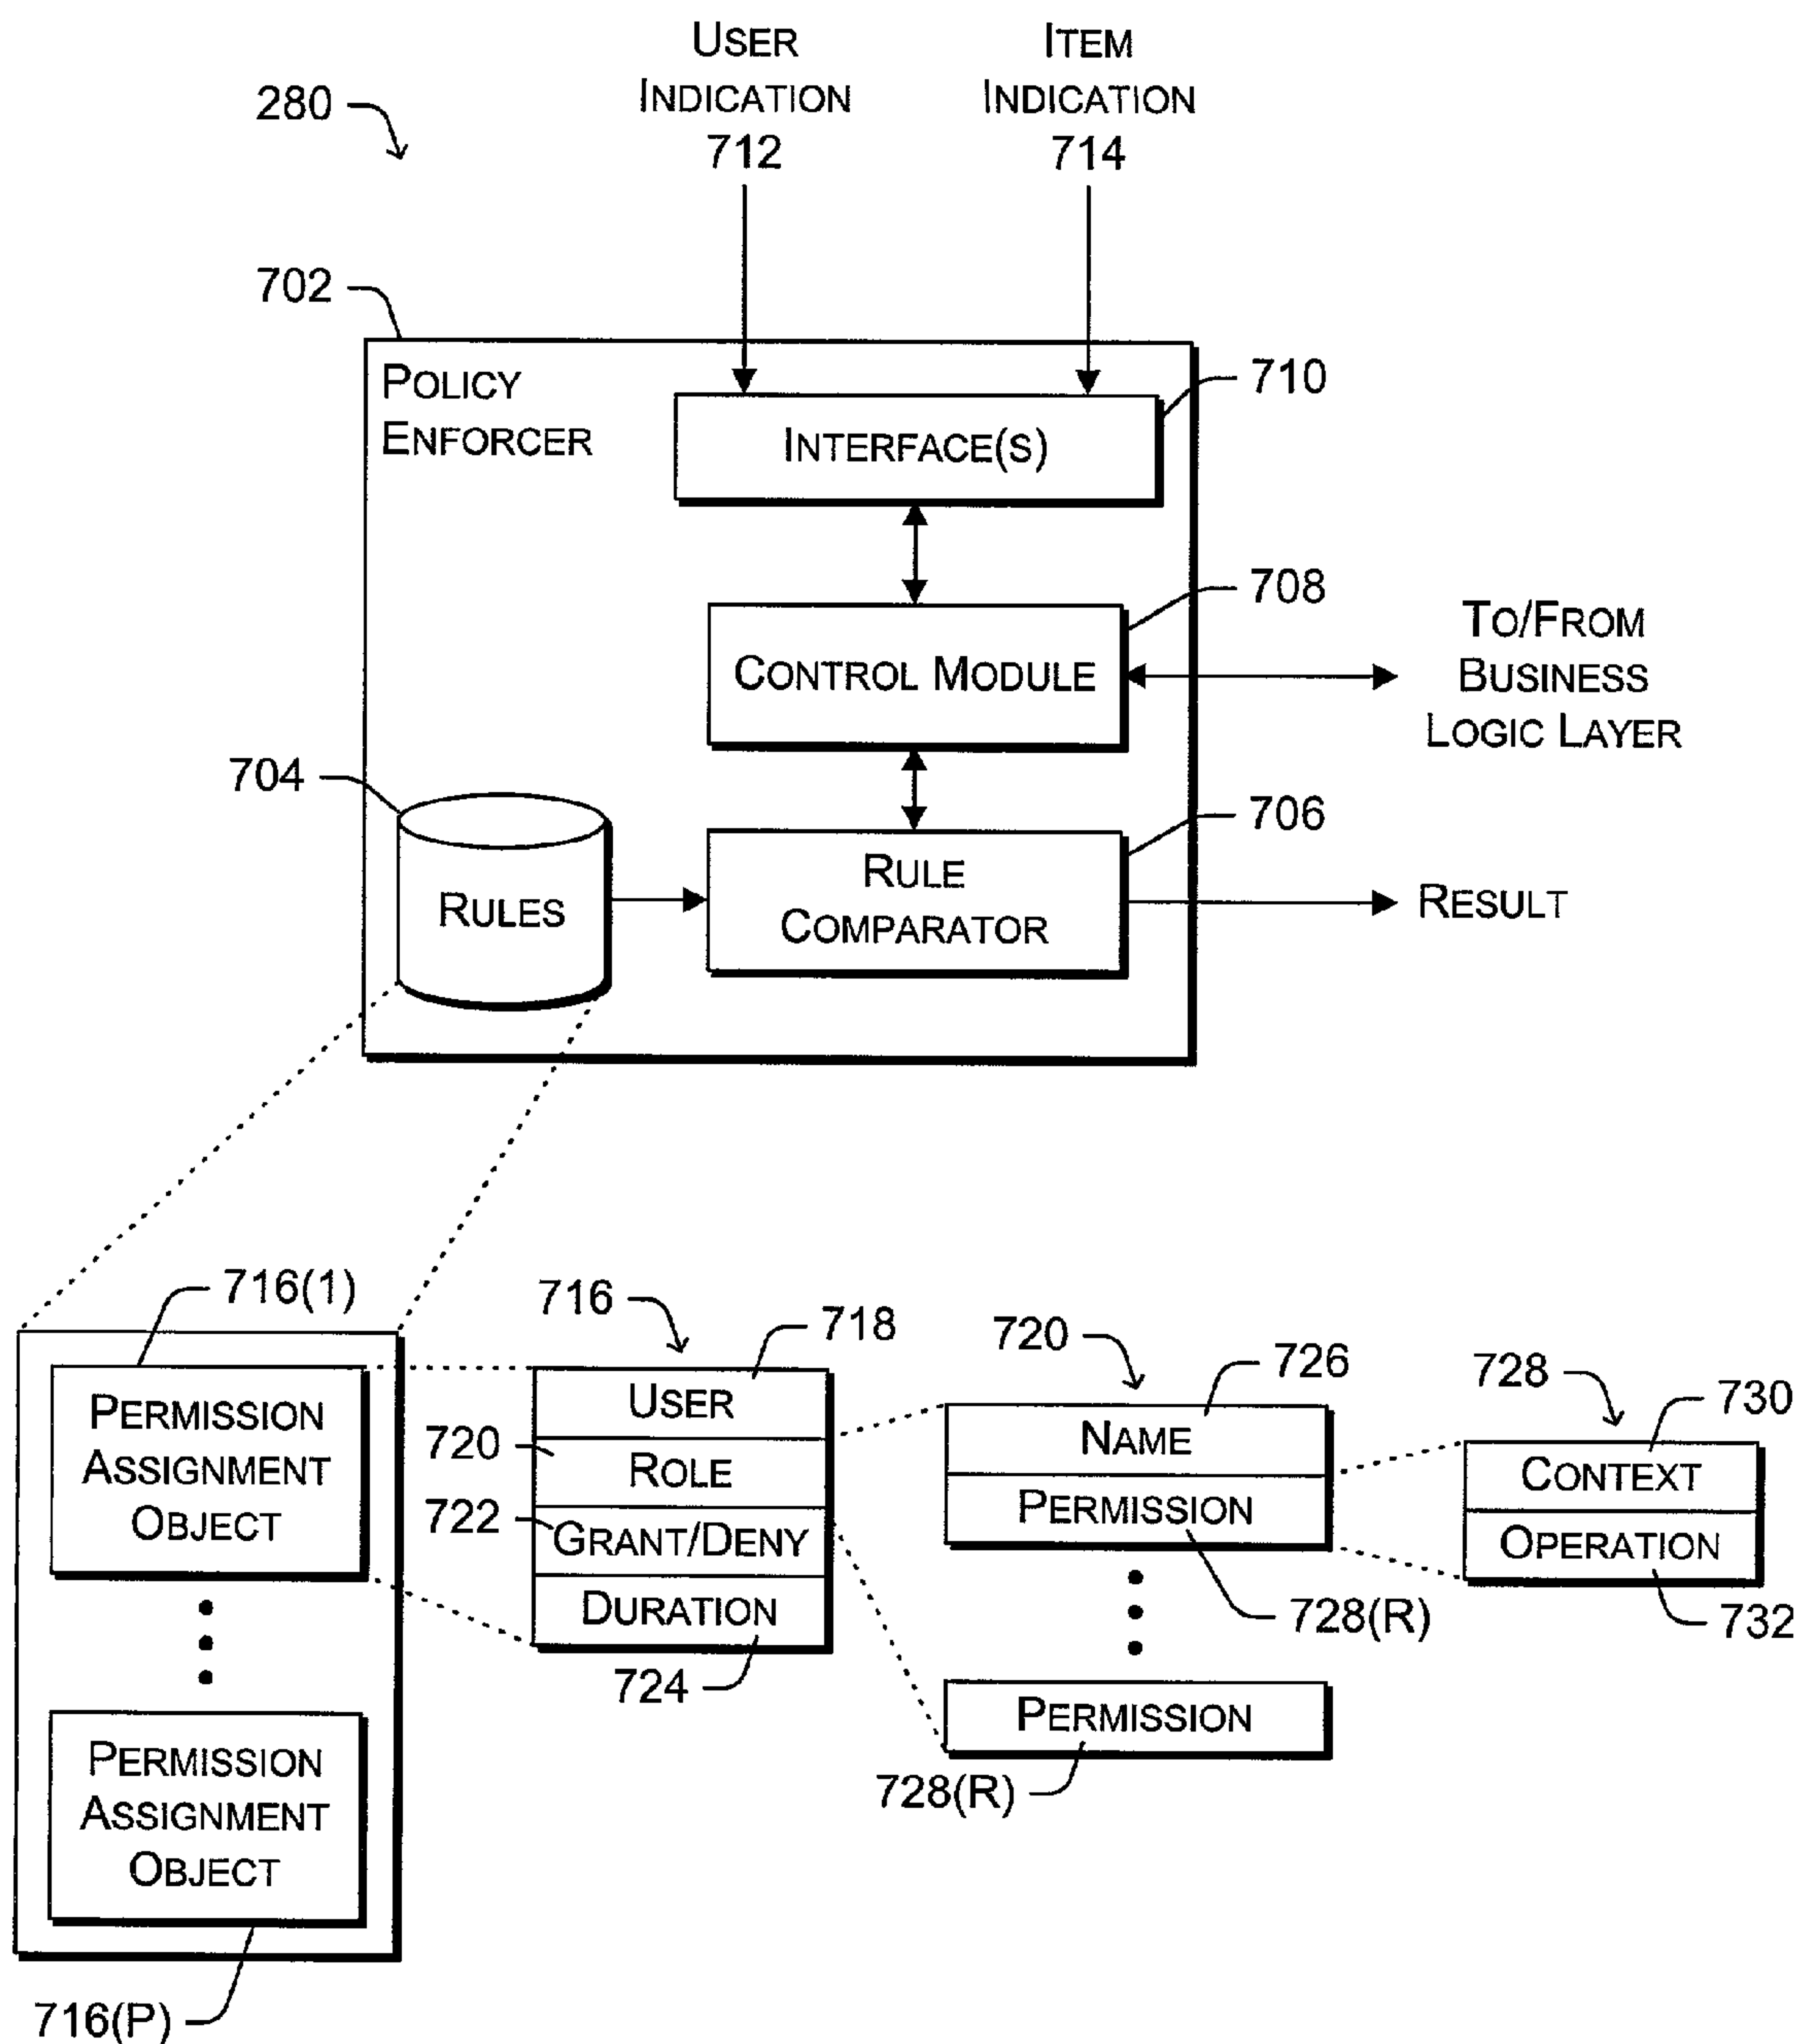 USER
INDICATION
712
ITEM
INDICATION
714
280
702
POLICY
ENFORCER
710
INTERFACE(S)
708
CONTROL MODULE
TO/FROM
BUSINESS
LOGIC LAYER
704
706
RULES
RULE
COMPARATOR
RESULT
716(1)
PERMISSION
ASSIGNMENT
OBJECT
PERMISSION
ASSIGNMENT
OBJECT
716(P)
716
718
USER
720
ROLE
722
GRANT/DENY
DURATION
724
720
726
NAME
PERMISSION
728(R)
PERMISSION
728(R)
728
730
CONTEXT
OPERATION
732